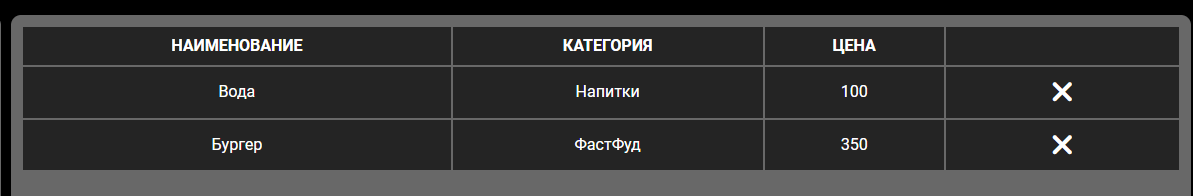 НАИМЕНОВАНИЕ КАТЕГОРИЯ ЦЕНА
Вода Напитки 100
Бургер ФастФуд 350